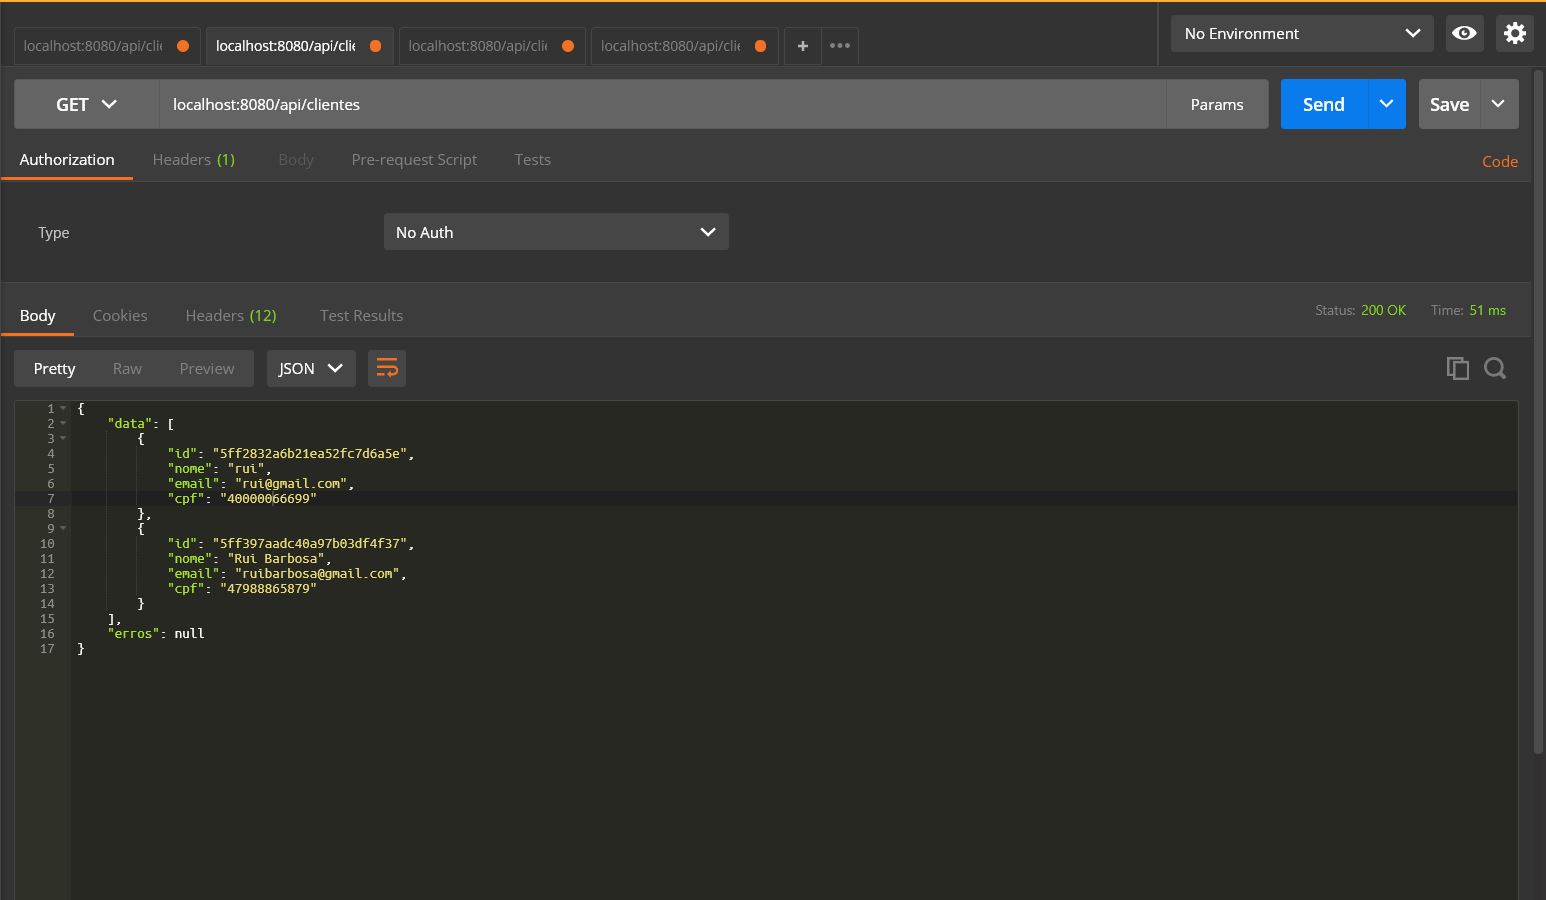 localhost:8080/api/clie localhost:8080/api/clie localhost:8080/api/clie localhost:8080/api/clie + ••• No Environment
GET localhost:8080/api/clientes Params Send Save
Authorization Headers (1) Body Pre-request Script Tests Code
Type No Auth
Body Cookies Headers (12) Test Results Status: 200 OK Time: 51 ms
Pretty Raw Preview JSON
1 {
2 "data": [
3 {
4 "id": "5ff2832a6b21ea52fc7d6a5e",
5 "nome": "rui",
6 "email": "rui@gmail.com",
7 "cpf": "40000066699"
8 },
9 {
10 "id": "5ff397aadc40a97b03df4f37",
11 "nome": "Rui Barbosa",
12 "email": "ruibarbosa@gmail.com",
13 "cpf": "47988865879"
14 }
15 ],
16 "erros": null
17 }